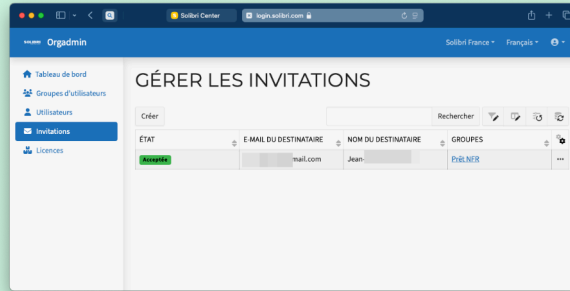 Solibri Center
login.solibri.com
SOLIBRI Orgadmin
Solibri France
Français
Tableau de bord
Groupes d'utilisateurs
Utilisateurs
Invitations
Licences
GÉRER LES INVITATIONS
Créer
Rechercher
ÉTAT
E-MAIL DU DESTINATAIRE
NOM DU DESTINATAIRE
GROUPES
Acceptée
mail.com
Jean-
Prêt NFR